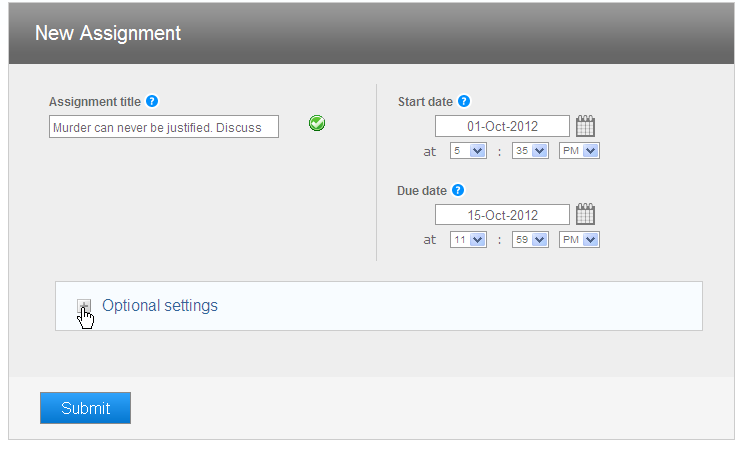 New Assignment
Assignment title ?
Murder can never be justified. Discuss
Start date ?
01-Oct-2012
at 5 : 35 PM
Due date ?
15-Oct-2012
at 11 : 59 PM
Optional settings
Submit